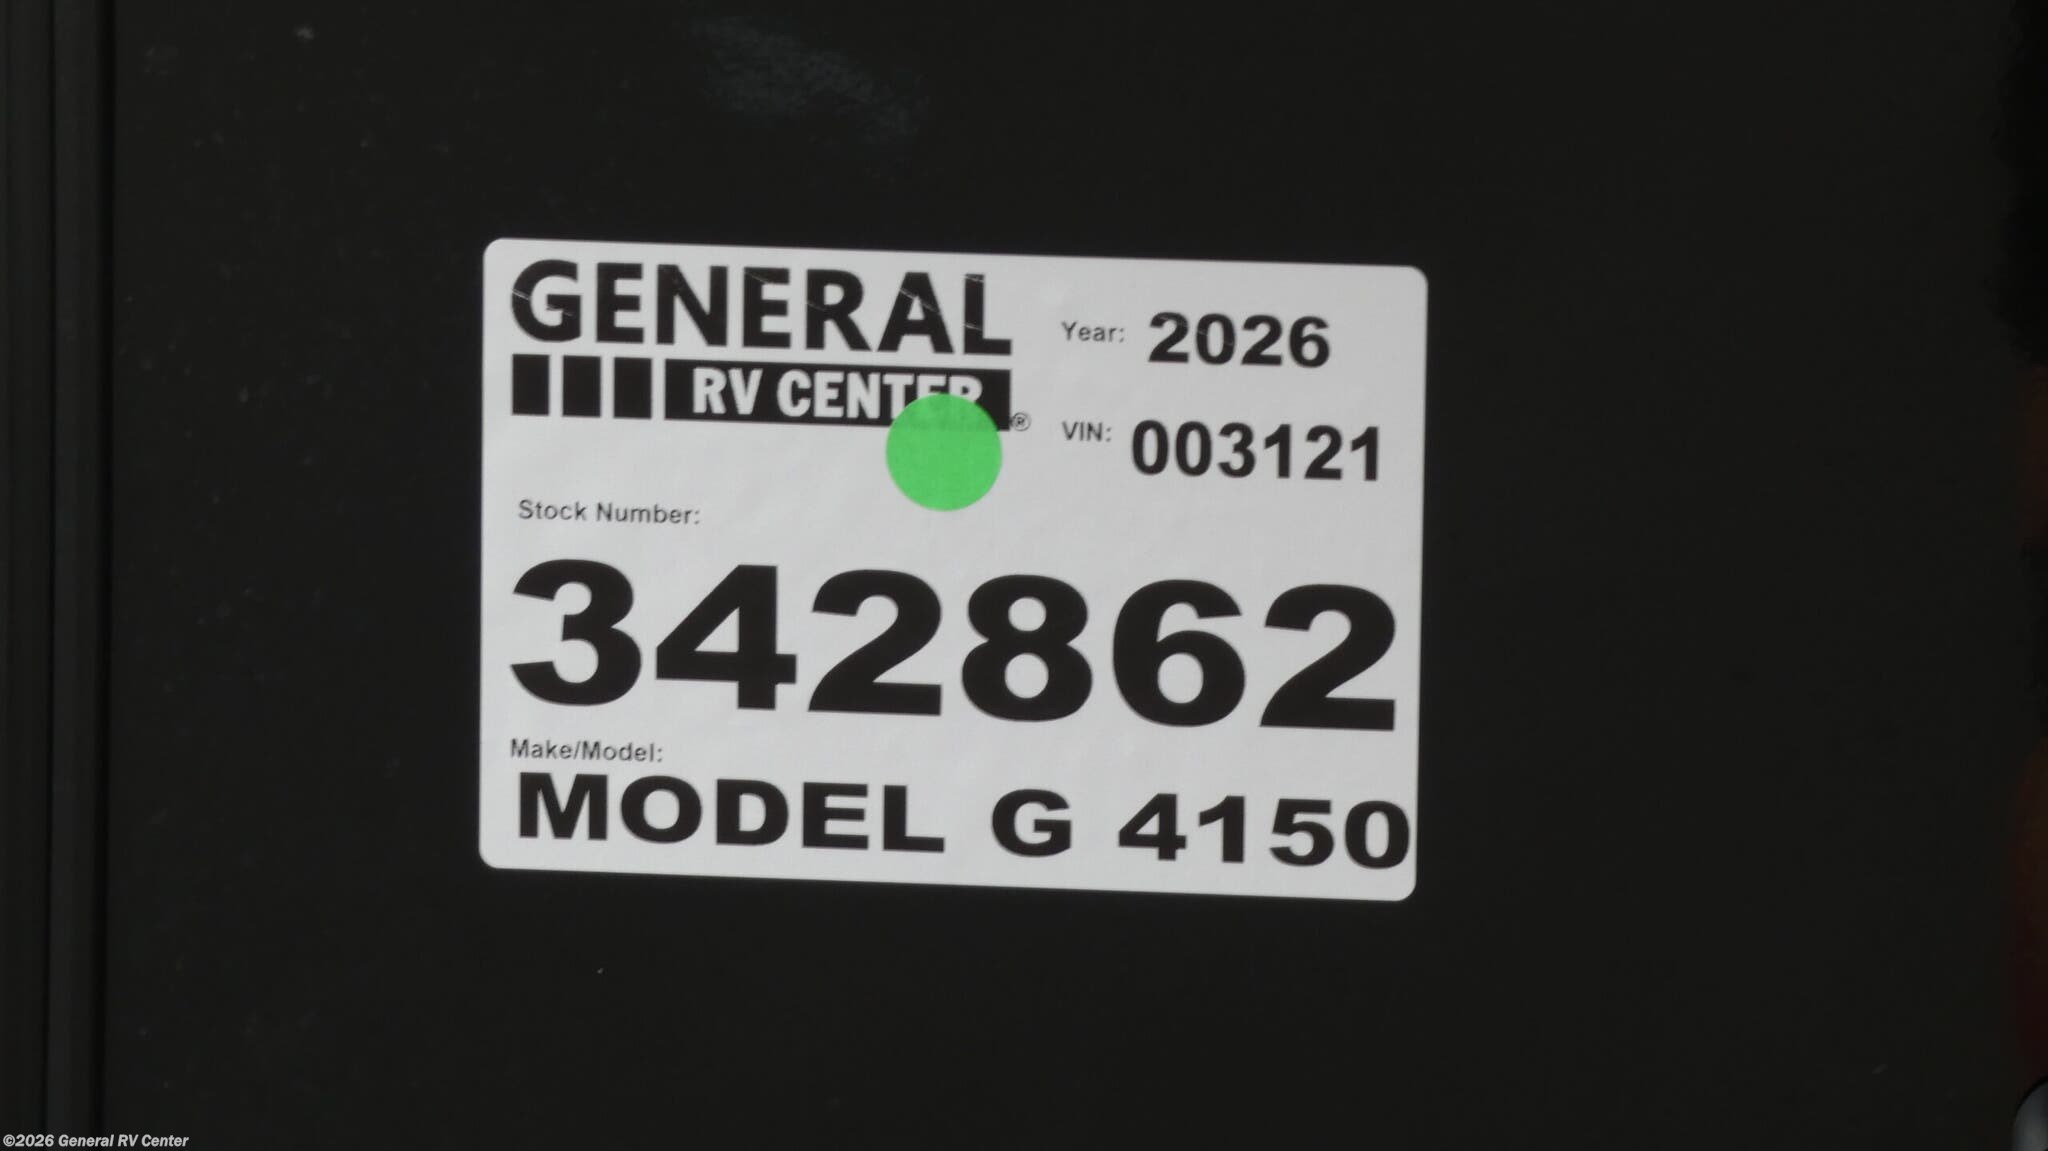 GENERAL
RV CENTER®
Year: 2026
VIN: 003121
Stock Number:
342862
Make/Model:
MODEL G 4150
©2026 General RV Center